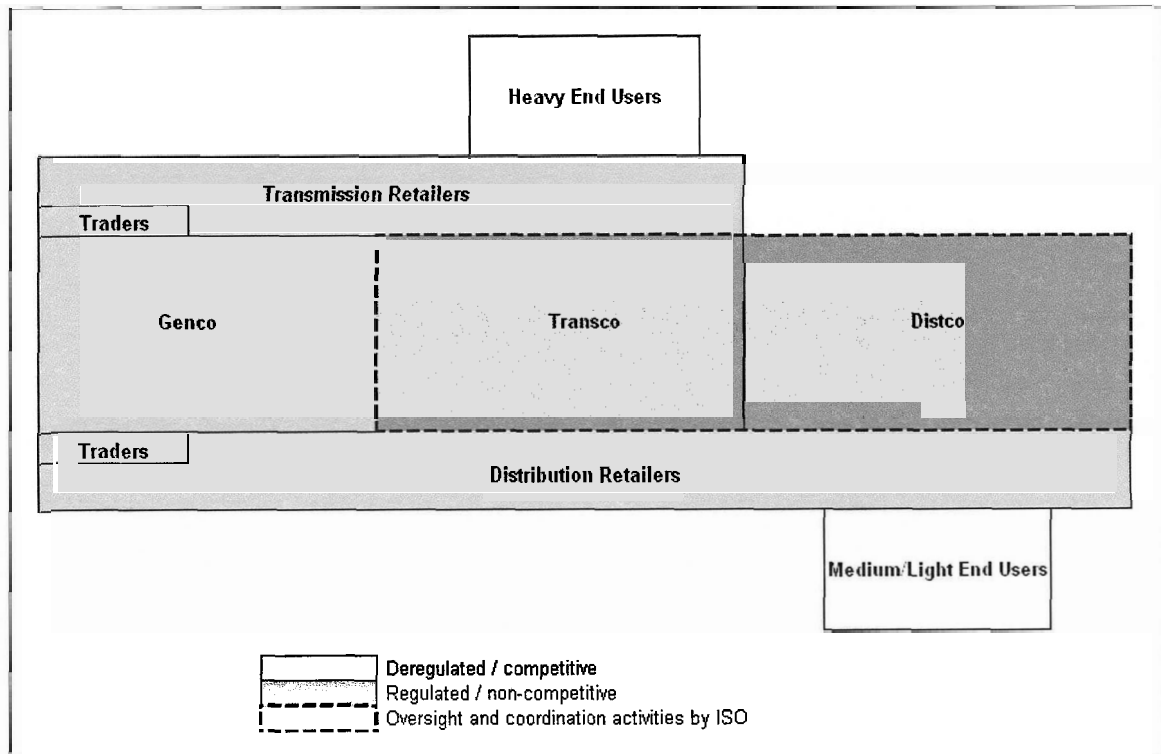 Heavy End Users
Transmission Retailers
Traders
Genco
Transco
Distco
Traders
Distribution Retailers
Medium/Light End Users
Deregulated / competitive
Regulated / non-competitive
Oversight and coordination activities by ISO